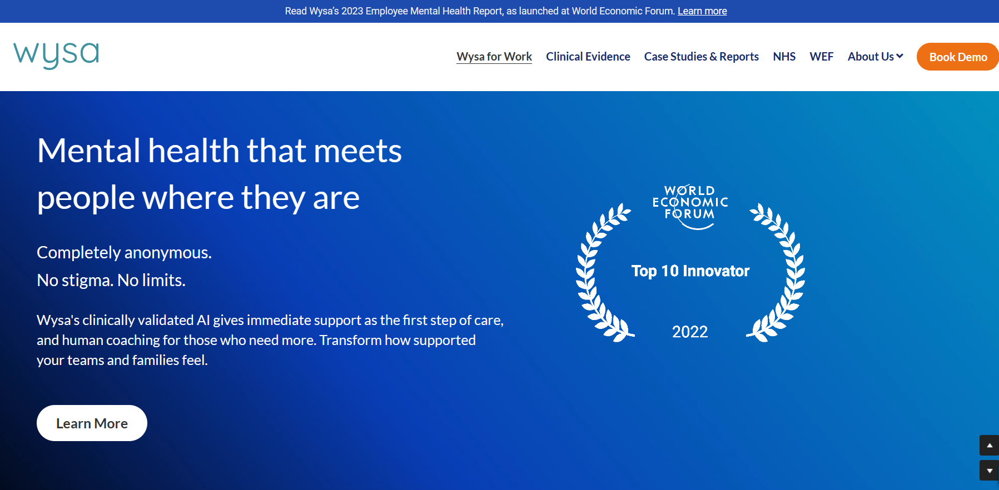 Read Wysa’s 2023 Employee Mental Health Report, as launched at World Economic Forum. Learn more
wysa
Wysa for Work
Clinical Evidence
Case Studies & Reports
NHS
WEF
About Us
Book Demo
Mental health that meets
people where they are
Completely anonymous.
No stigma. No limits.
Wysa's clinically validated AI gives immediate support as the first step of care,
and human coaching for those who need more. Transform how supported
your teams and families feel.
Learn More
WORLD
ECONOMIC
FORUM
Top 10 Innovator
2022